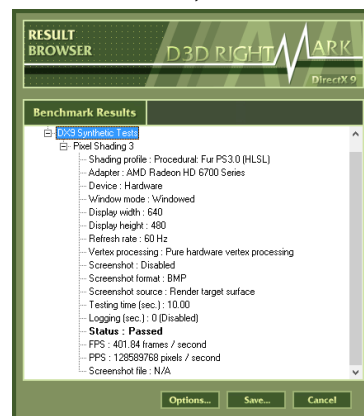 RESULT
BROWSER
D3D RIGHTMARK
DirectX 9
Benchmark Results
DX9 Synthetic Tests
Pixel Shading 3
Shading profile : Procedural: Fur PS3.0 (HLSL)
Adapter : AMD Radeon HD 6700 Series
Device : Hardware
Window mode : Windowed
Display width : 640
Display height : 480
Refresh rate : 60 Hz
Vertex processing : Pure hardware vertex processing
Screenshot : Disabled
Screenshot format : BMP
Screenshot source : Render target surface
Testing time (sec.) : 10.00
Logging (sec.) : 0 (Disabled)
Status : Passed
FPS : 401.84 frames / second
PPS : 128589768 pixels / second
Screenshot file : N/A
Options...
Save...
Cancel